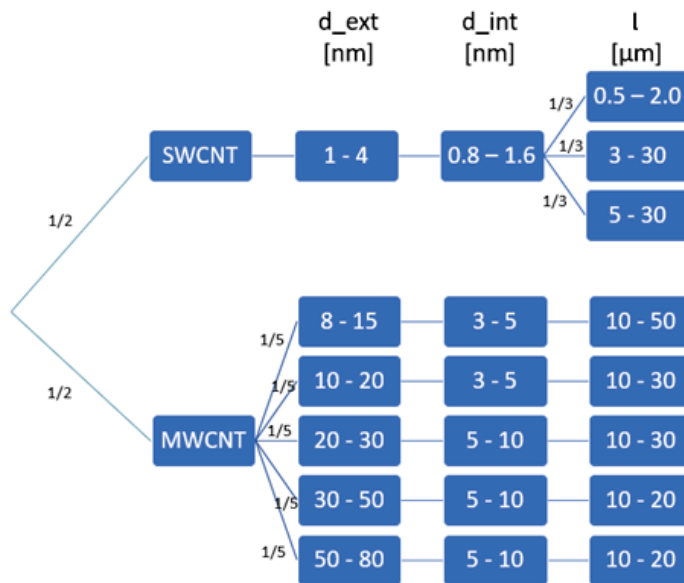 d_ext d_int l
[nm] [nm] [μm]
1/3 0.5 – 2.0
SWCNT 1 - 4 0.8 – 1.6 1/3 3 - 30
1/3 5 - 30
1/2
8 - 15 3 - 5 10 - 50
1/5
10 - 20 3 - 5 10 - 30
1/5
1/2
MWCNT 1/5 20 - 30 5 - 10 10 - 30
1/5 30 - 50 5 - 10 10 - 20
1/5 50 - 80 5 - 10 10 - 20